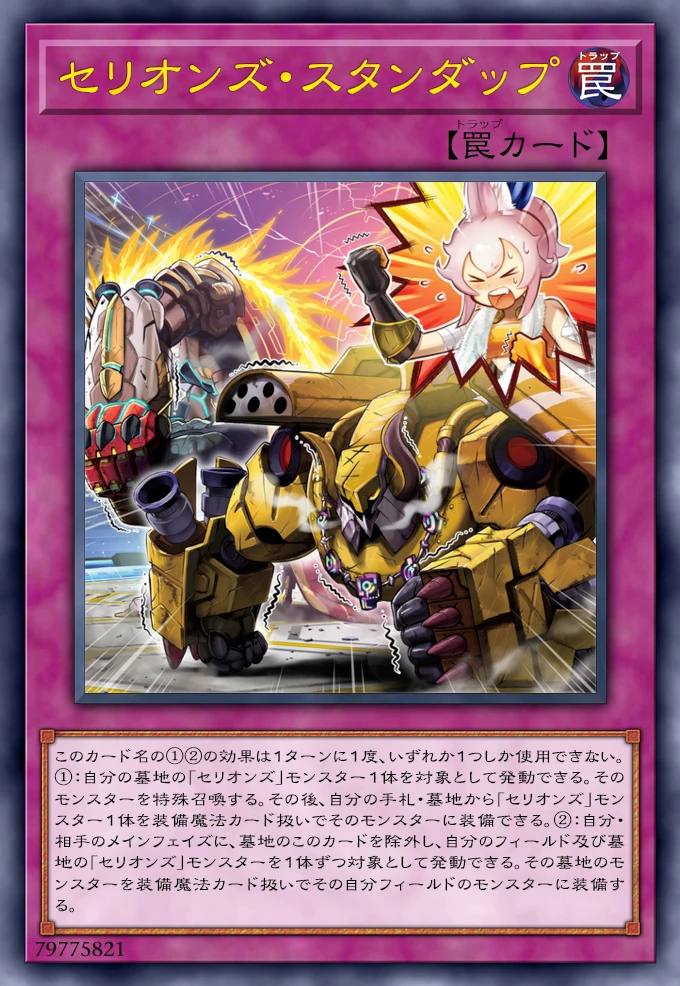 セリオンズ・スタンダップ
トラップ
罠
トラップ
【罠カード】
このカード名の①②の効果は1ターンに1度、いずれか1つしか使用できない。
①:自分の墓地の「セリオンズ」モンスター1体を対象として発動できる。その
モンスターを特殊召喚する。その後、自分の手札・墓地から「セリオンズ」モン
スター1体を装備魔法カード扱いでそのモンスターに装備できる。②:自分・
相手のメインフェイズに、墓地のこのカードを除外し、自分のフィールド及び墓
地の「セリオンズ」モンスターを1体ずつ対象として発動できる。その墓地のモ
ンスターを装備魔法カード扱いでその自分フィールドのモンスターに装備す
る。
79775821